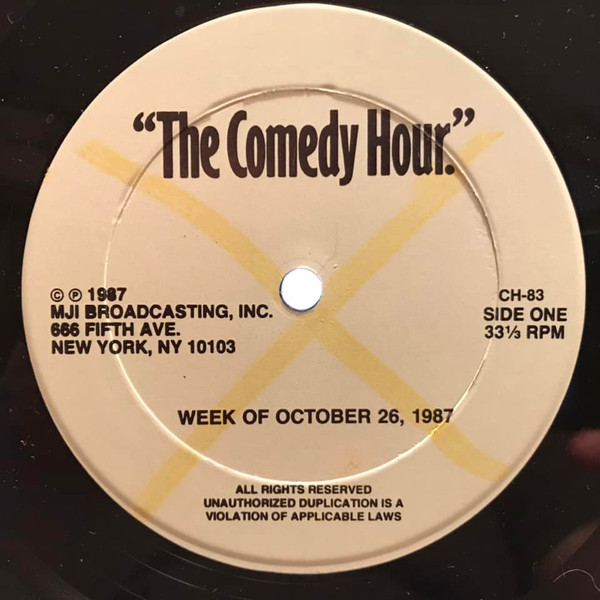 “The Comedy Hour.”
© ℗ 1987
MJI BROADCASTING, INC.
666 FIFTH AVE.
NEW YORK, NY 10103
CH-83
SIDE ONE
33⅓ RPM
WEEK OF OCTOBER 26, 1987
ALL RIGHTS RESERVED
UNAUTHORIZED DUPLICATION IS A
VIOLATION OF APPLICABLE LAWS